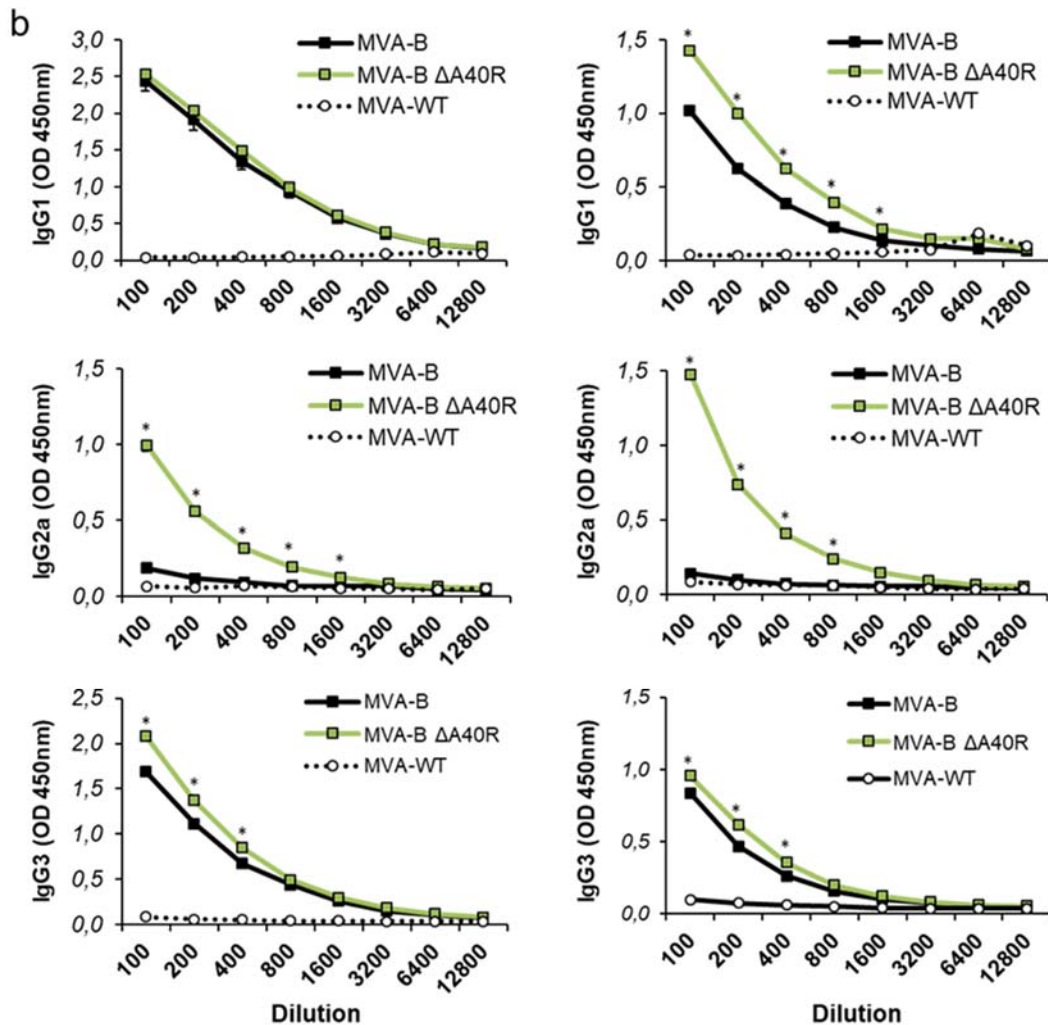 b
IgG1 (OD 450nm)
3,0
2,5
2,0
1,5
1,0
0,5
0,0
MVA-B
MVA-B ΔA40R
MVA-WT
100 200 400 800 1600 3200 6400 12800
IgG1 (OD 450nm)
1,5
1,0
0,5
0,0
MVA-B
MVA-B ΔA40R
MVA-WT
* * * * *
100 200 400 800 1600 3200 6400 12800
IgG2a (OD 450nm)
1,5
1,0
0,5
0,0
MVA-B
MVA-B ΔA40R
MVA-WT
* * * * *
100 200 400 800 1600 3200 6400 12800
IgG2a (OD 450nm)
1,5
1,0
0,5
0,0
MVA-B
MVA-B ΔA40R
MVA-WT
* * * *
100 200 400 800 1600 3200 6400 12800
IgG3 (OD 450nm)
2,5
2,0
1,5
1,0
0,5
0,0
MVA-B
MVA-B ΔA40R
MVA-WT
* * *
100 200 400 800 1600 3200 6400 12800
Dilution
IgG3 (OD 450nm)
1,5
1,0
0,5
0,0
MVA-B
MVA-B ΔA40R
MVA-WT
* * *
100 200 400 800 1600 3200 6400 12800
Dilution